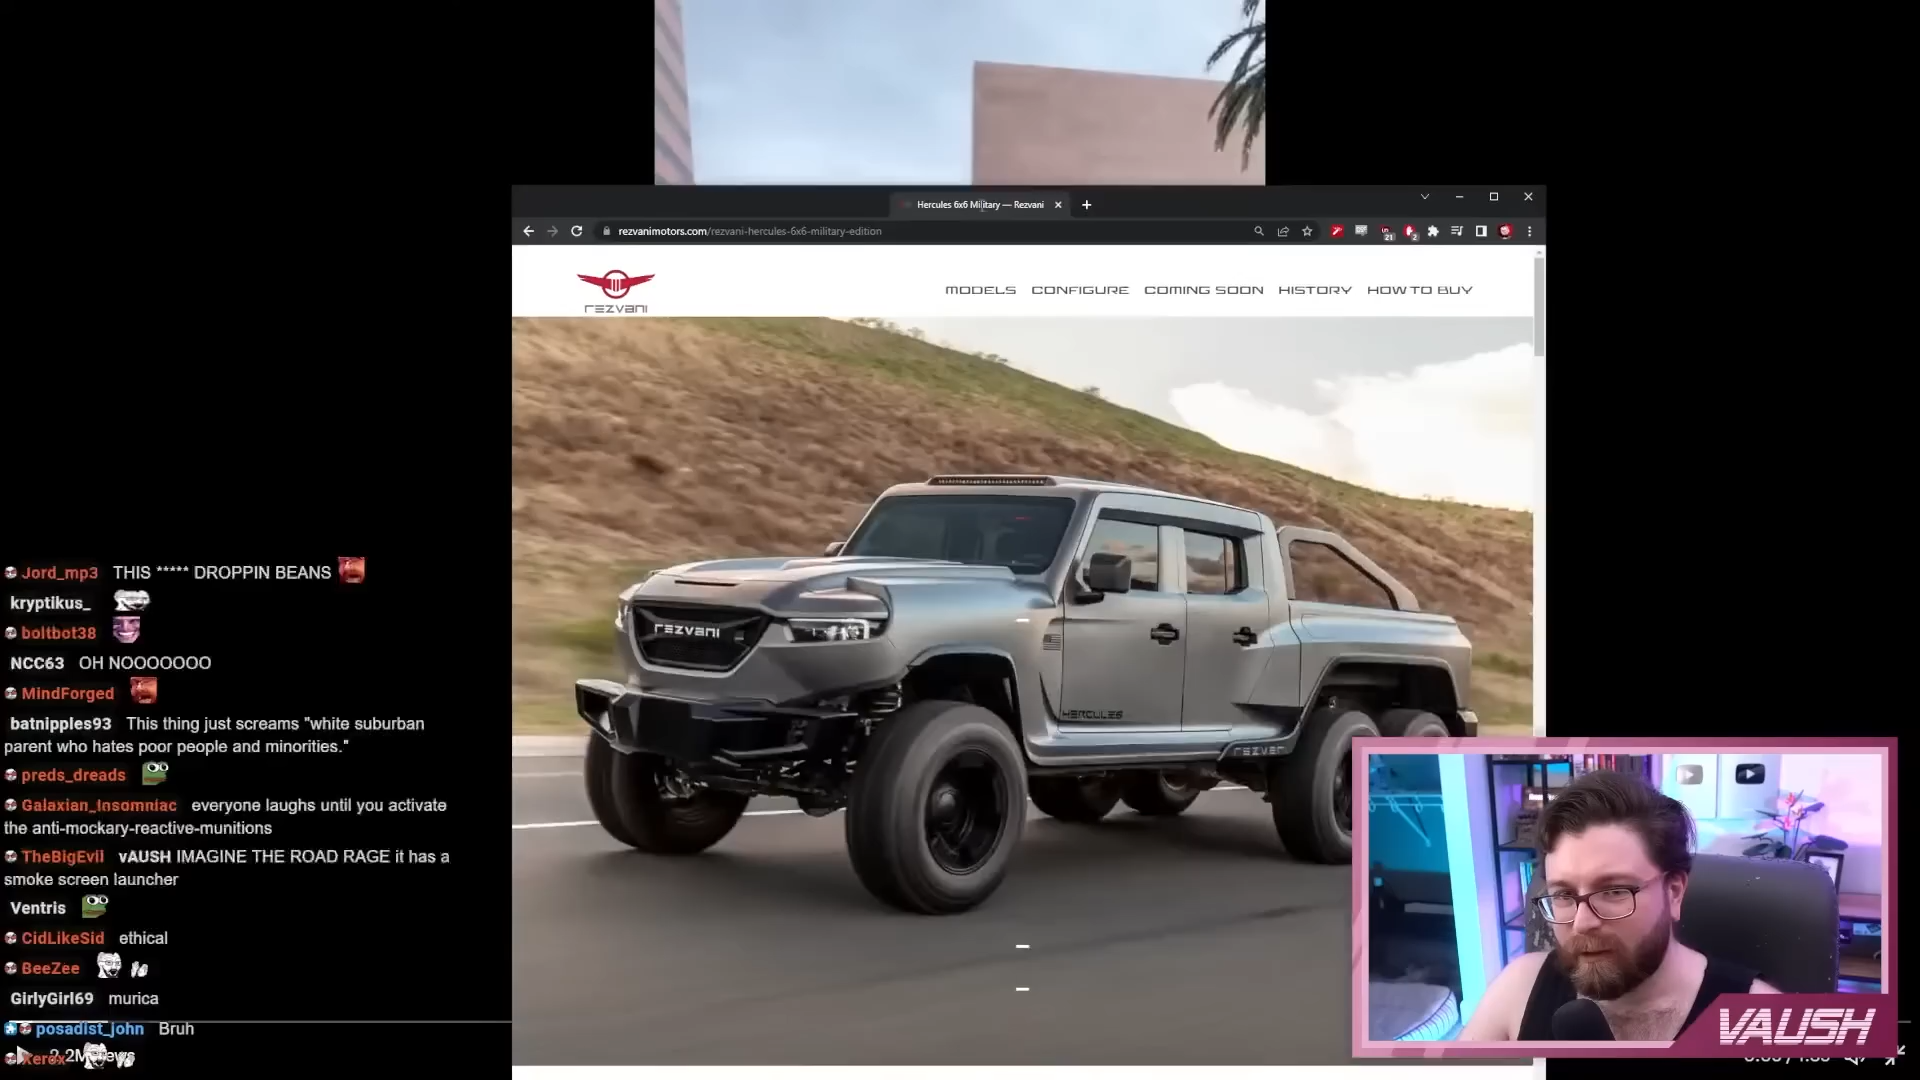 Hercules 6x6 Military — Rezvani
rezvanimotors.com/rezvani-hercules-6x6-military-edition
21
2
rezvani
MODELS CONFIGURE COMING SOON HISTORY HOW TO BUY
rezvani
HERCULES
rezvani
Jord_mp3 THIS ***** DROPPIN BEANS
kryptikus_
boltbot38
NCC63 OH NOOOOOOO
MindForged
batnipples93 This thing just screams "white suburban
parent who hates poor people and minorities."
preds_dreads
Galaxian_Insomniac everyone laughs until you activate
the anti-mockary-reactive-munitions
TheBigEvil vAUSH IMAGINE THE ROAD RAGE it has a
smoke screen launcher
Ventris
CidLikeSid ethical
BeeZee
GirlyGirl69 murica
posadist_john Bruh
Xerox
VAUSH